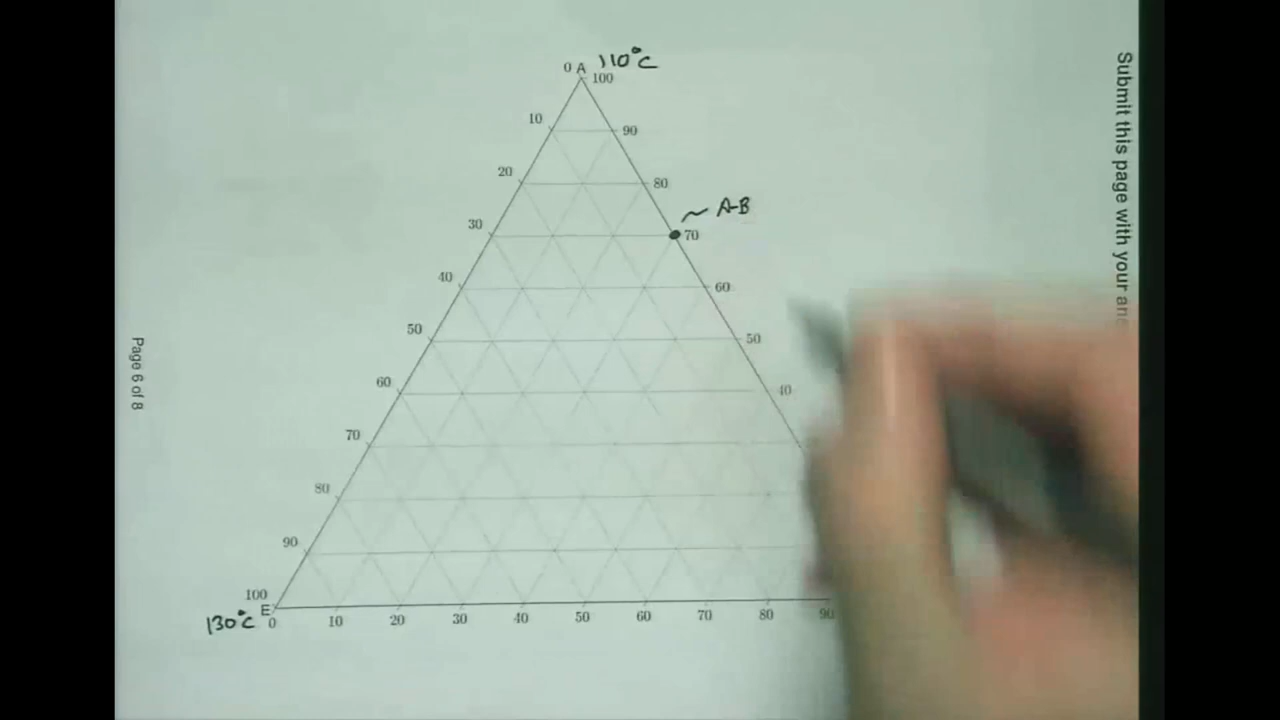 0 A 110°C
100
10 90
20 80
A-B
30 70
40 60
50 50
60 40
70
80
90
100 E
130°C 0 10 20 30 40 50 60 70 80 90
Page 6 of 8
Submit this page with your